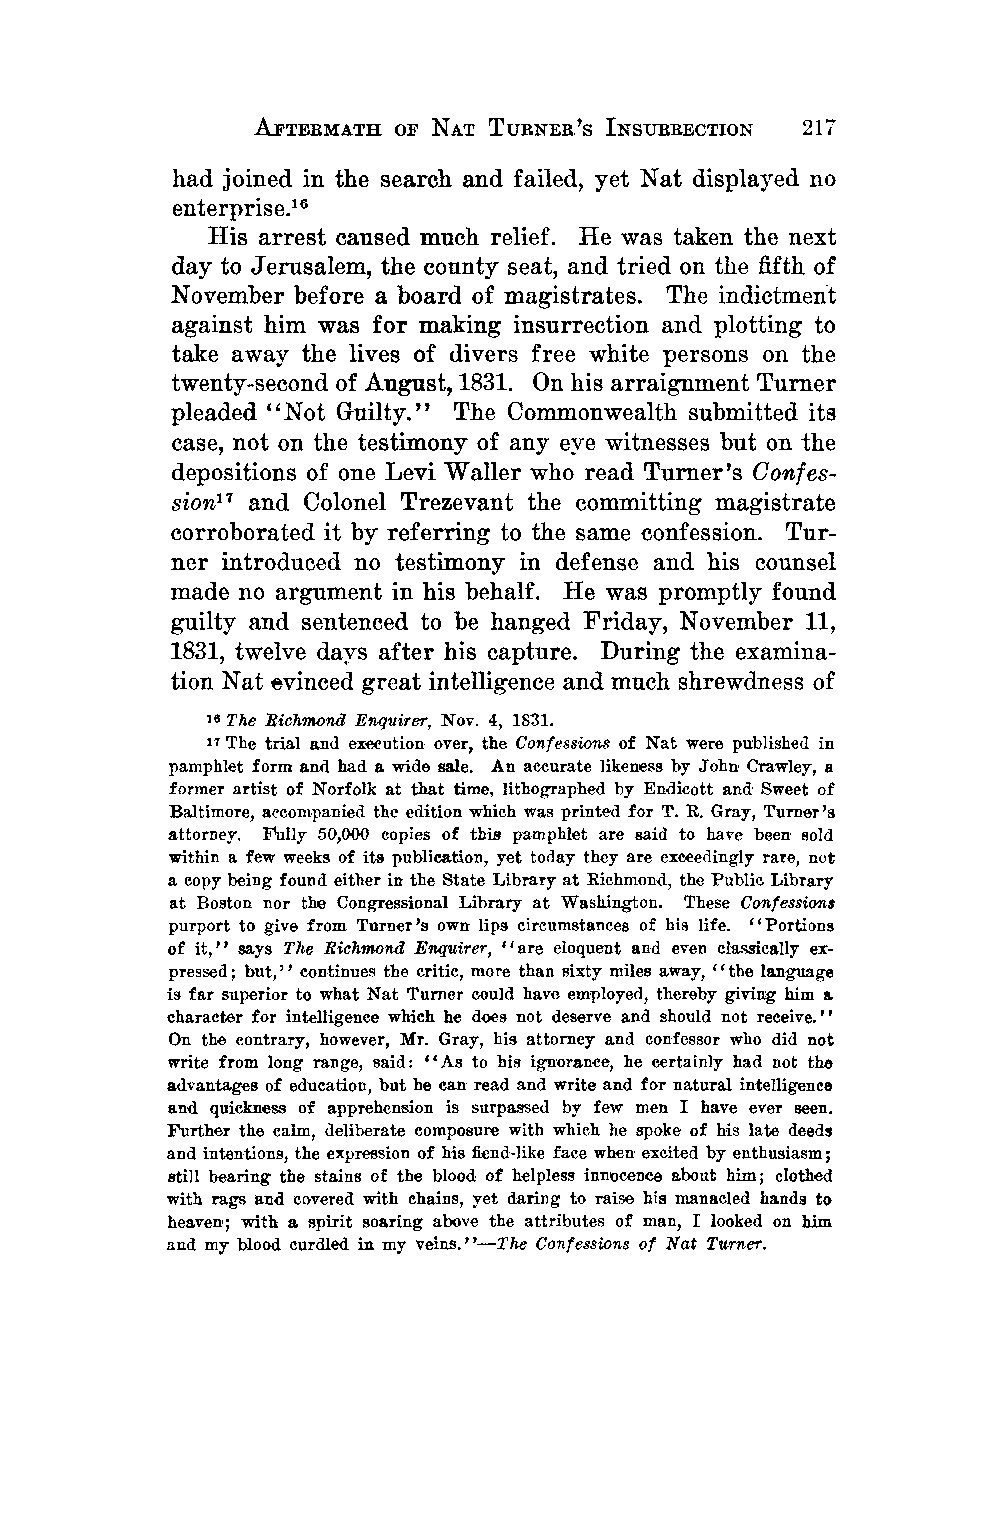 AFTERMATH OF NAT TURNER'S INSURRECTION 217
had joined in the search and failed, yet Nat displayed no
enterprise.16
His arrest caused much relief. He was taken the next
day to Jerusalem, the county seat, and tried on the fifth of
November before a board of magistrates. The indictment
against him was for making insurrection and plotting to
take away the lives of divers free white persons on the
twenty-second of August, 1831. On his arraignment Turner
pleaded "Not Guilty." The Commonwealth submitted its
case, not on the testimony of any eye witnesses but on the
depositions of one Levi Waller who read Turner's Confes-
sion17 and Colonel Trezevant the committing magistrate
corroborated it by referring to the same confession. Tur-
ner introduced no testimony in defense and his counsel
made no argument in his behalf. He was promptly found
guilty and sentenced to be hanged Friday, November 11,
1831, twelve days after his capture. During the examina-
tion Nat evinced great intelligence and much shrewdness of
16 The Richmond Enquirer, Nov. 4, 1831.
17 The trial and execution over, the Confessions of Nat were published in
pamphlet form and had a wide sale. An accurate likeness by John Crawley, a
former artist of Norfolk at that time, lithographed by Endicott and Sweet of
Baltimore, accompanied the edition which was printed for T. R. Gray, Turner's
attorney. Fully 50,000 copies of this pamphlet are said to have been sold
within a few weeks of its publication, yet today they are exceedingly rare, not
a copy being found either in the State Library at Richmond, the Public Library
at Boston nor the Congressional Library at Washington. These Confessions
purport to give from Turner's own lips circumstances of his life. "Portions
of it," says The Richmond Enquirer, "are eloquent and even classically ex-
pressed; but," continues the critic, more than sixty miles away, "the language
is far superior to what Nat Turner could have employed, thereby giving him a
character for intelligence which he does not deserve and should not receive."
On the contrary, however, Mr. Gray, his attorney and confessor who did not
write from long range, said: "As to his ignorance, he certainly had not the
advantages of education, but he can read and write and for natural intelligence
and quickness of apprehension is surpassed by few men I have ever seen.
Further the calm, deliberate composure with which he spoke of his late deeds
and intentions, the expression of his fiend-like face when excited by enthusiasm;
still bearing the stains of the blood of helpless innocence about him; clothed
with rags and covered with chains, yet daring to raise his manacled hands to
heaven; with a spirit soaring above the attributes of man, I looked on him
and my blood curdled in my veins."—The Confessions of Nat Turner.